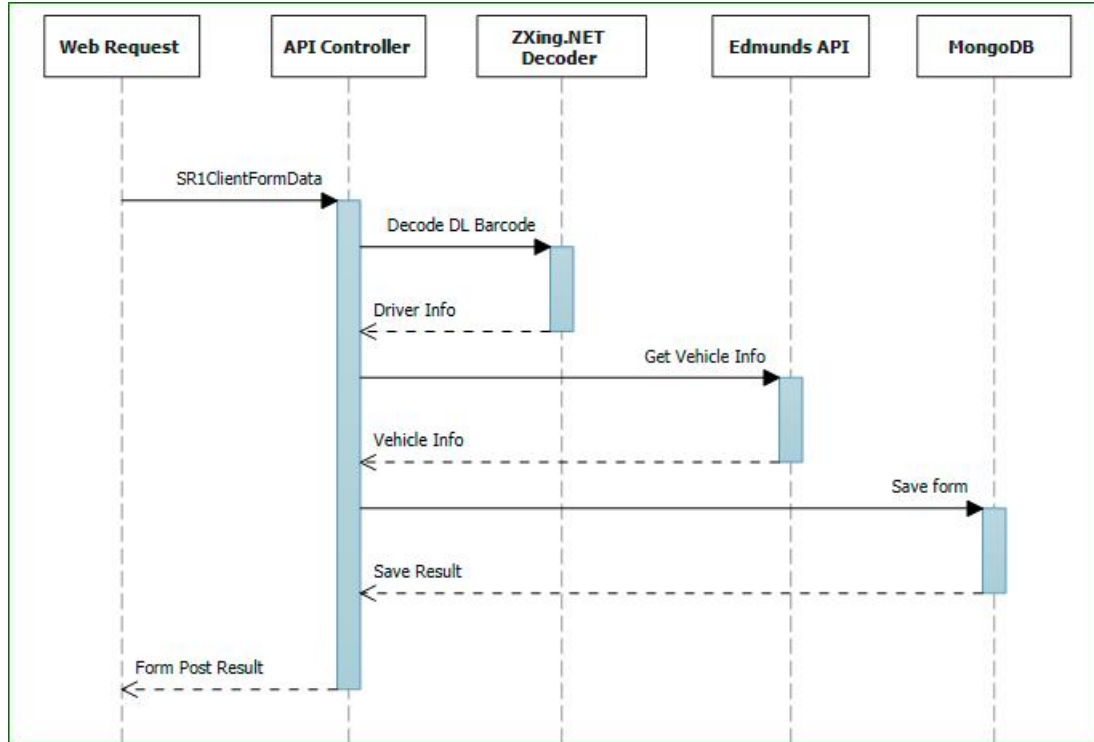 Web Request
API Controller
ZXing.NET
Decoder
Edmunds API
MongoDB
SR1ClientFormData
Decode DL Barcode
Driver Info
Get Vehicle Info
Vehicle Info
Save form
Save Result
Form Post Result